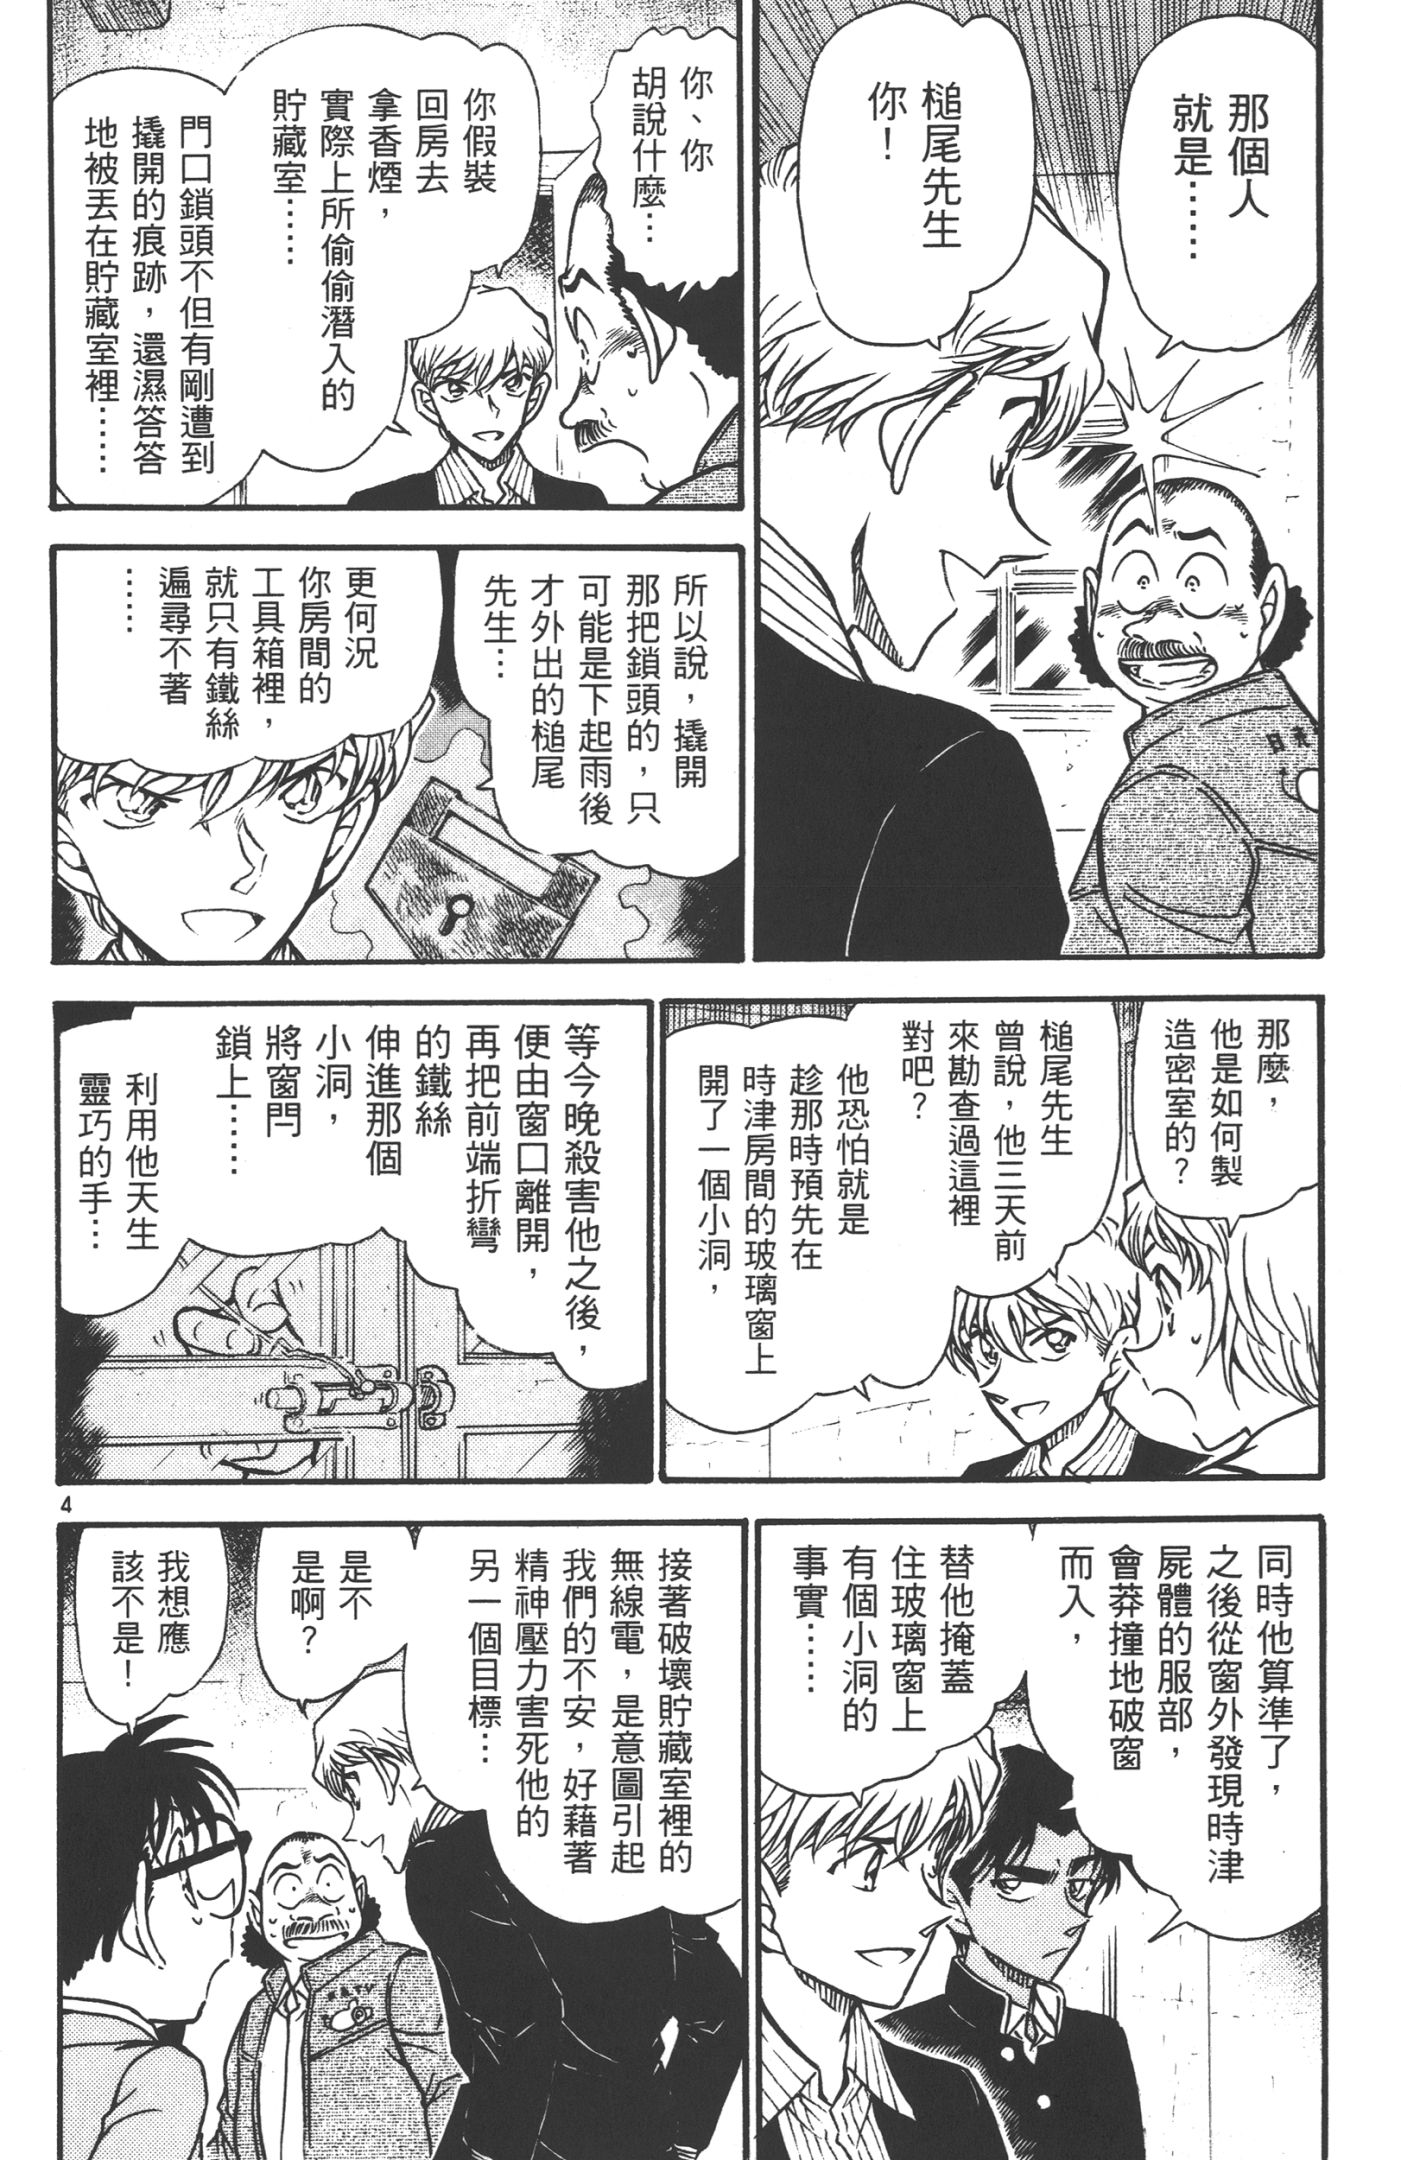 那個人
就是……
槌尾先生
你！
你、你
胡說什麼…
你假裝
回房去
拿香煙，
實際上所偷偷潛入的
貯藏室……
門口鎖頭不但有剛遭到
撬開的痕跡，還濕答答
地被丟在貯藏室裡……
所以說，撬開
那把鎖頭的，只
可能是下起雨後
才外出的槌尾
先生…
更何況
你房間的
工具箱裡，
就只有鐵絲
遍尋不著
……
那麼，
他是如何製
造密室的？
槌尾先生
曾說，他三天前
來勘查過這裡
對吧？
他恐怕就是
趁那時預先在
時津房間的玻璃窗上
開了一個小洞，
等今晚殺害他之後，
便由窗口離開，
再把前端折彎
的鐵絲
伸進那個
小洞，
將窗閂
鎖上……
利用他天生
靈巧的手…
同時他算準了，
之後從窗外發現時津
屍體的服部，
會莽撞地破窗
而入，
替他掩蓋
住玻璃窗上
有個小洞的
事實……
接著破壞貯藏室裡的
無線電，是意圖引起
我們的不安，好藉著
精神壓力害死他的
另一個目標…
是不
是啊？
我想應
該不是！
4